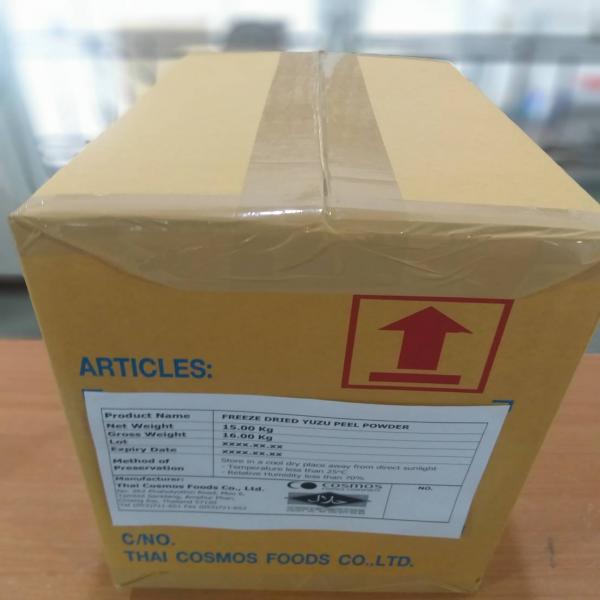 ARTICLES:
Product Name FREEZE DRIED YUZU PEEL POWDER
Net Weight 15.00 Kg
Gross Weight 16.00 Kg
Lot xxxx.xx.xx
Expiry Date xxxx.xx.xx
Method of Preservation Store in a cool dry place away from direct sunlight
- Temperature less than 25°C
- Relative Humidity less than 70%
Manufacturer:
Thai Cosmos Foods Co., Ltd.
COSMOS
NO.
حلال
C/NO.
THAI COSMOS FOODS CO.,LTD.